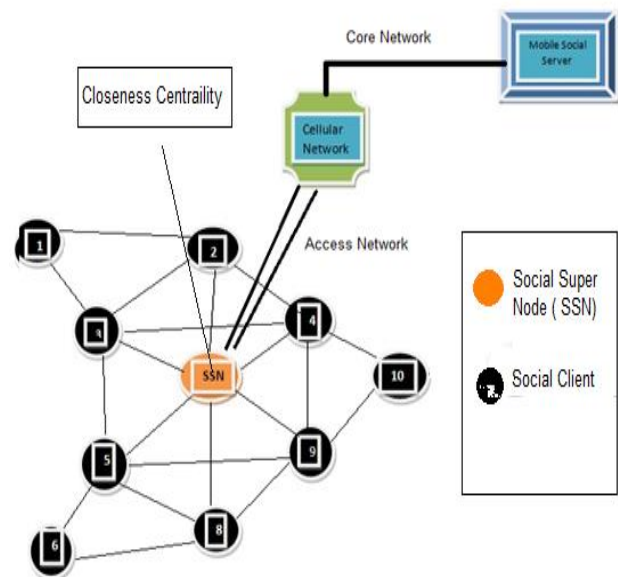 Core Network
Mobile Social
Server
Closeness Centraility
Cellular
Network
Access Network
1
2
4
SSN
10
5
9
6
8
Social Super
Node ( SSN)
Social Client